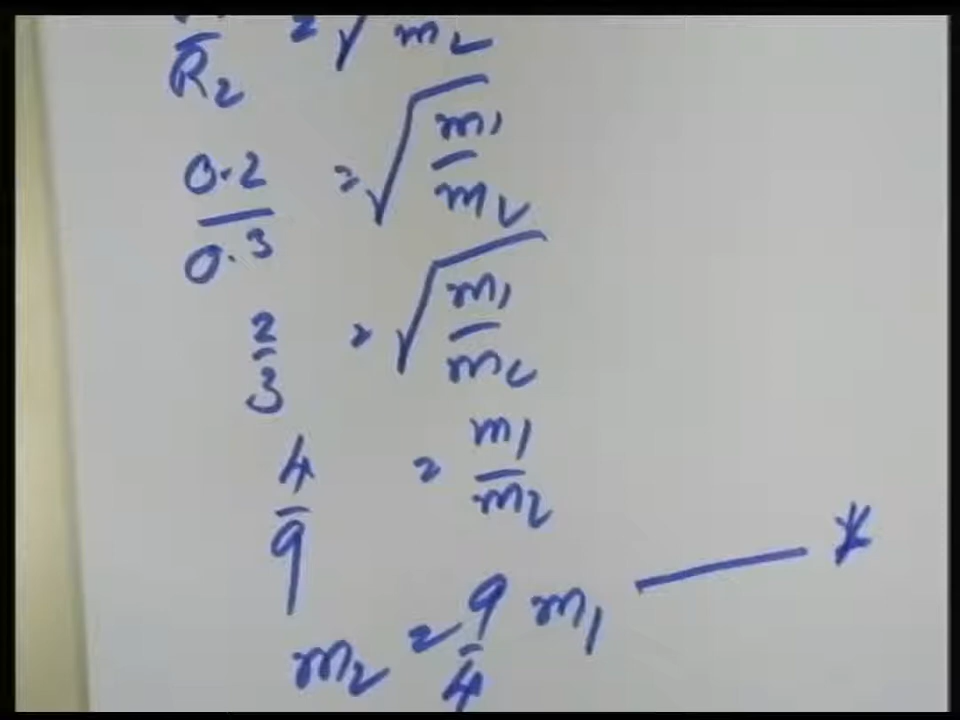 R2 = √ m2
0.2/0.3 = √(m1/m2)
2/3 = √(m1/m2)
4/9 = m1/m2
m2 = 9/4 m1 — *